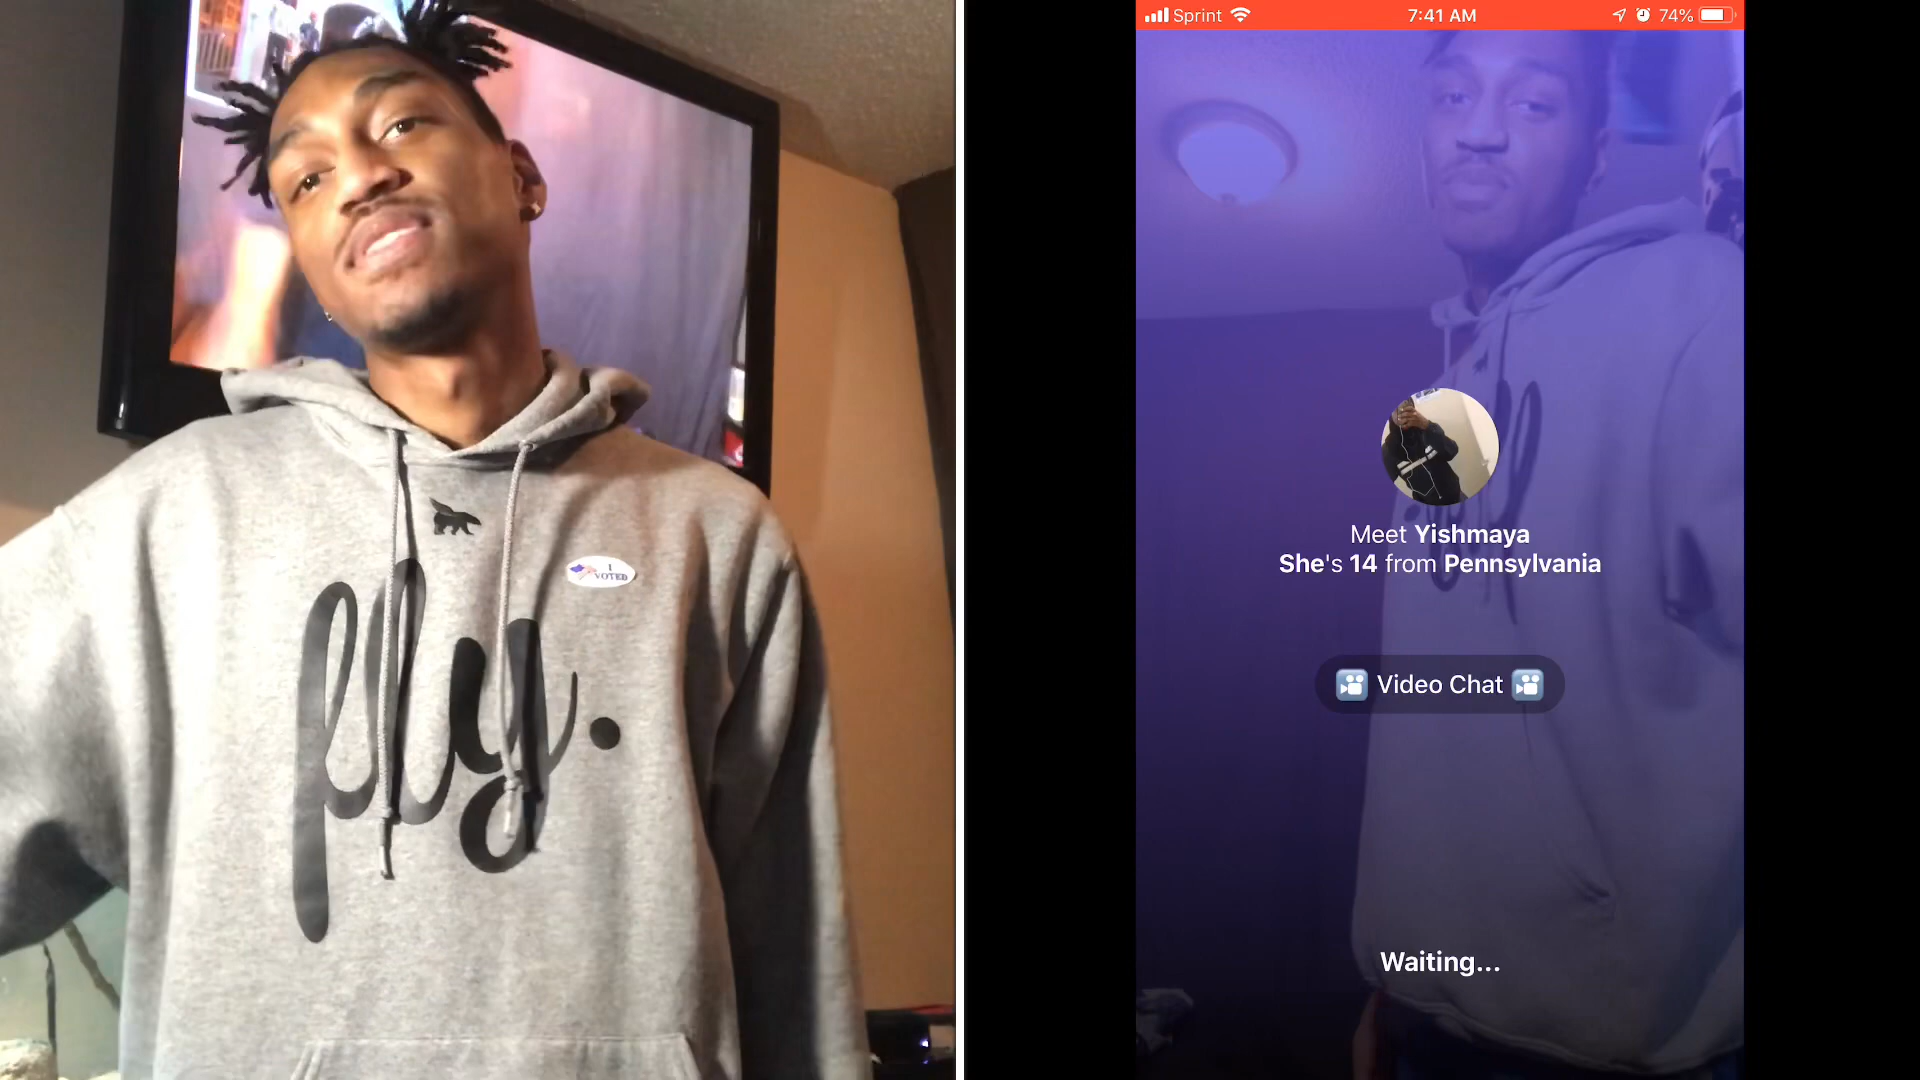 I
VOTED
fly.
Sprint 7:41 AM 74%
Meet Yishmaya
She's 14 from Pennsylvania
Video Chat
Waiting...